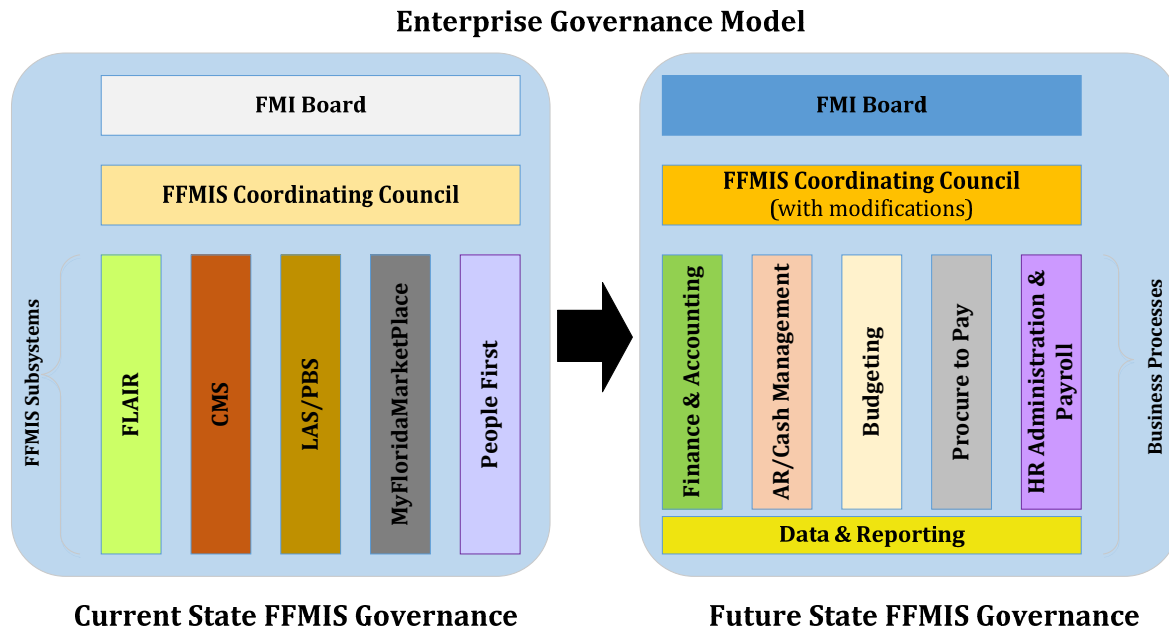 Enterprise Governance Model
FMI Board
FFMIS Coordinating Council
FFMIS Subsystems
FLAIR
CMS
LAS/PBS
MyFloridaMarketPlace
People First
Current State FFMIS Governance
FMI Board
FFMIS Coordinating Council
(with modifications)
Finance & Accounting
AR/Cash Management
Budgeting
Procure to Pay
HR Administration &
Payroll
Business Processes
Data & Reporting
Future State FFMIS Governance